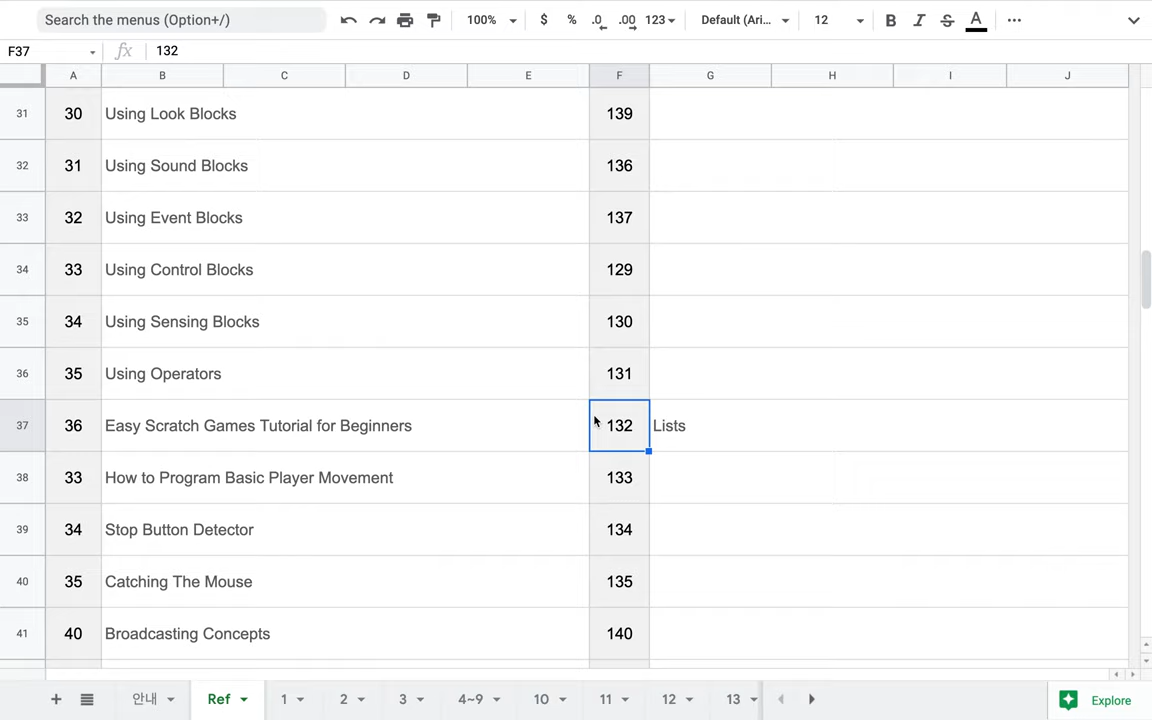 Search the menus (Option+/) 100% $ % .0 .00 123 Default (Ari... 12 B I S A ...
F37 fx 132
A B C D E F G H I J
31 30 Using Look Blocks 139
32 31 Using Sound Blocks 136
33 32 Using Event Blocks 137
34 33 Using Control Blocks 129
35 34 Using Sensing Blocks 130
36 35 Using Operators 131
37 36 Easy Scratch Games Tutorial for Beginners 132 Lists
38 33 How to Program Basic Player Movement 133
39 34 Stop Button Detector 134
40 35 Catching The Mouse 135
41 40 Broadcasting Concepts 140
+ 안내 Ref 1 2 3 4~9 10 11 12 13 Explore